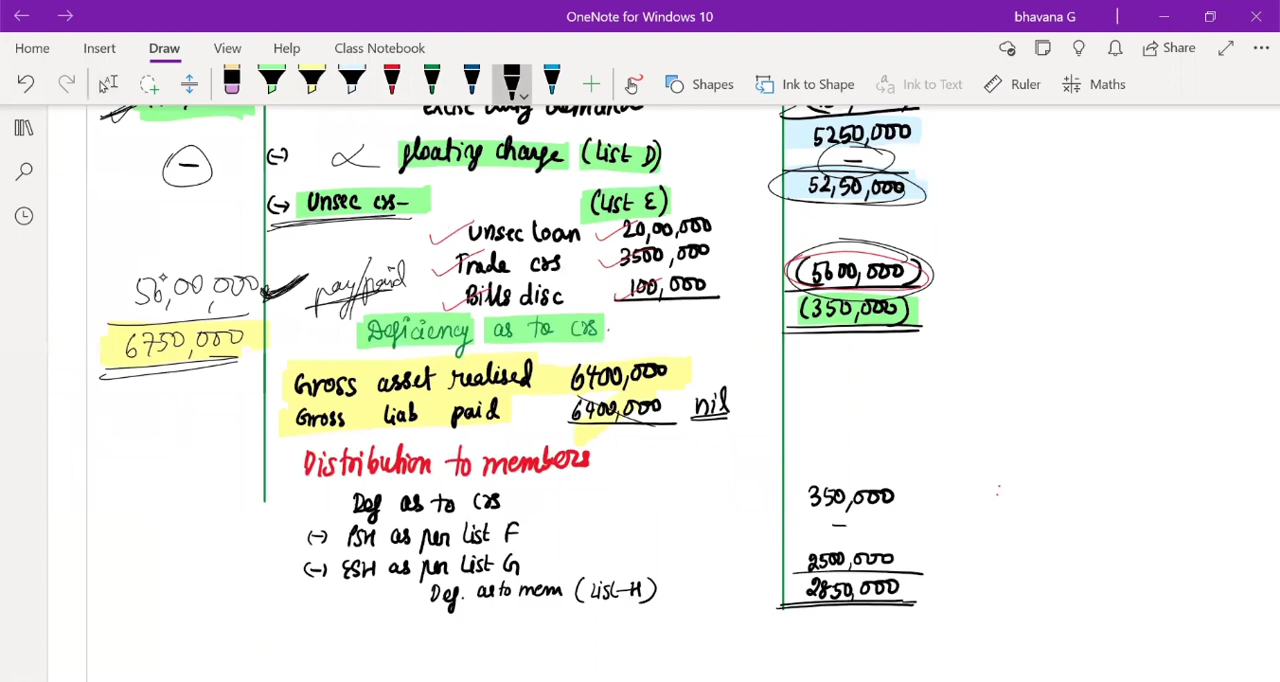 OneNote for Windows 10
bhavana G
Home Insert Draw View Help Class Notebook Share
Shapes Ink to Shape Ink to Text Ruler Maths
5250,000
— (-) floating charge (List D) —
52,50,000
(-) Unsec crs- (List E)
Unsec loan 20,00,000
Trade crs 3500,000
56,00,000 pay/paid (5600,000)
Bills disc 100,000
(350,000)
6750,000 Deficiency as to crs.
Gross asset realised 6400,000
Gross liab paid 6400,000 nil
Distribution to members
Def as to crs 350,000
(-) PSH as per list F —
(-) ESH as per list G 2500,000
Def. as to mem (List-H) 2850,000